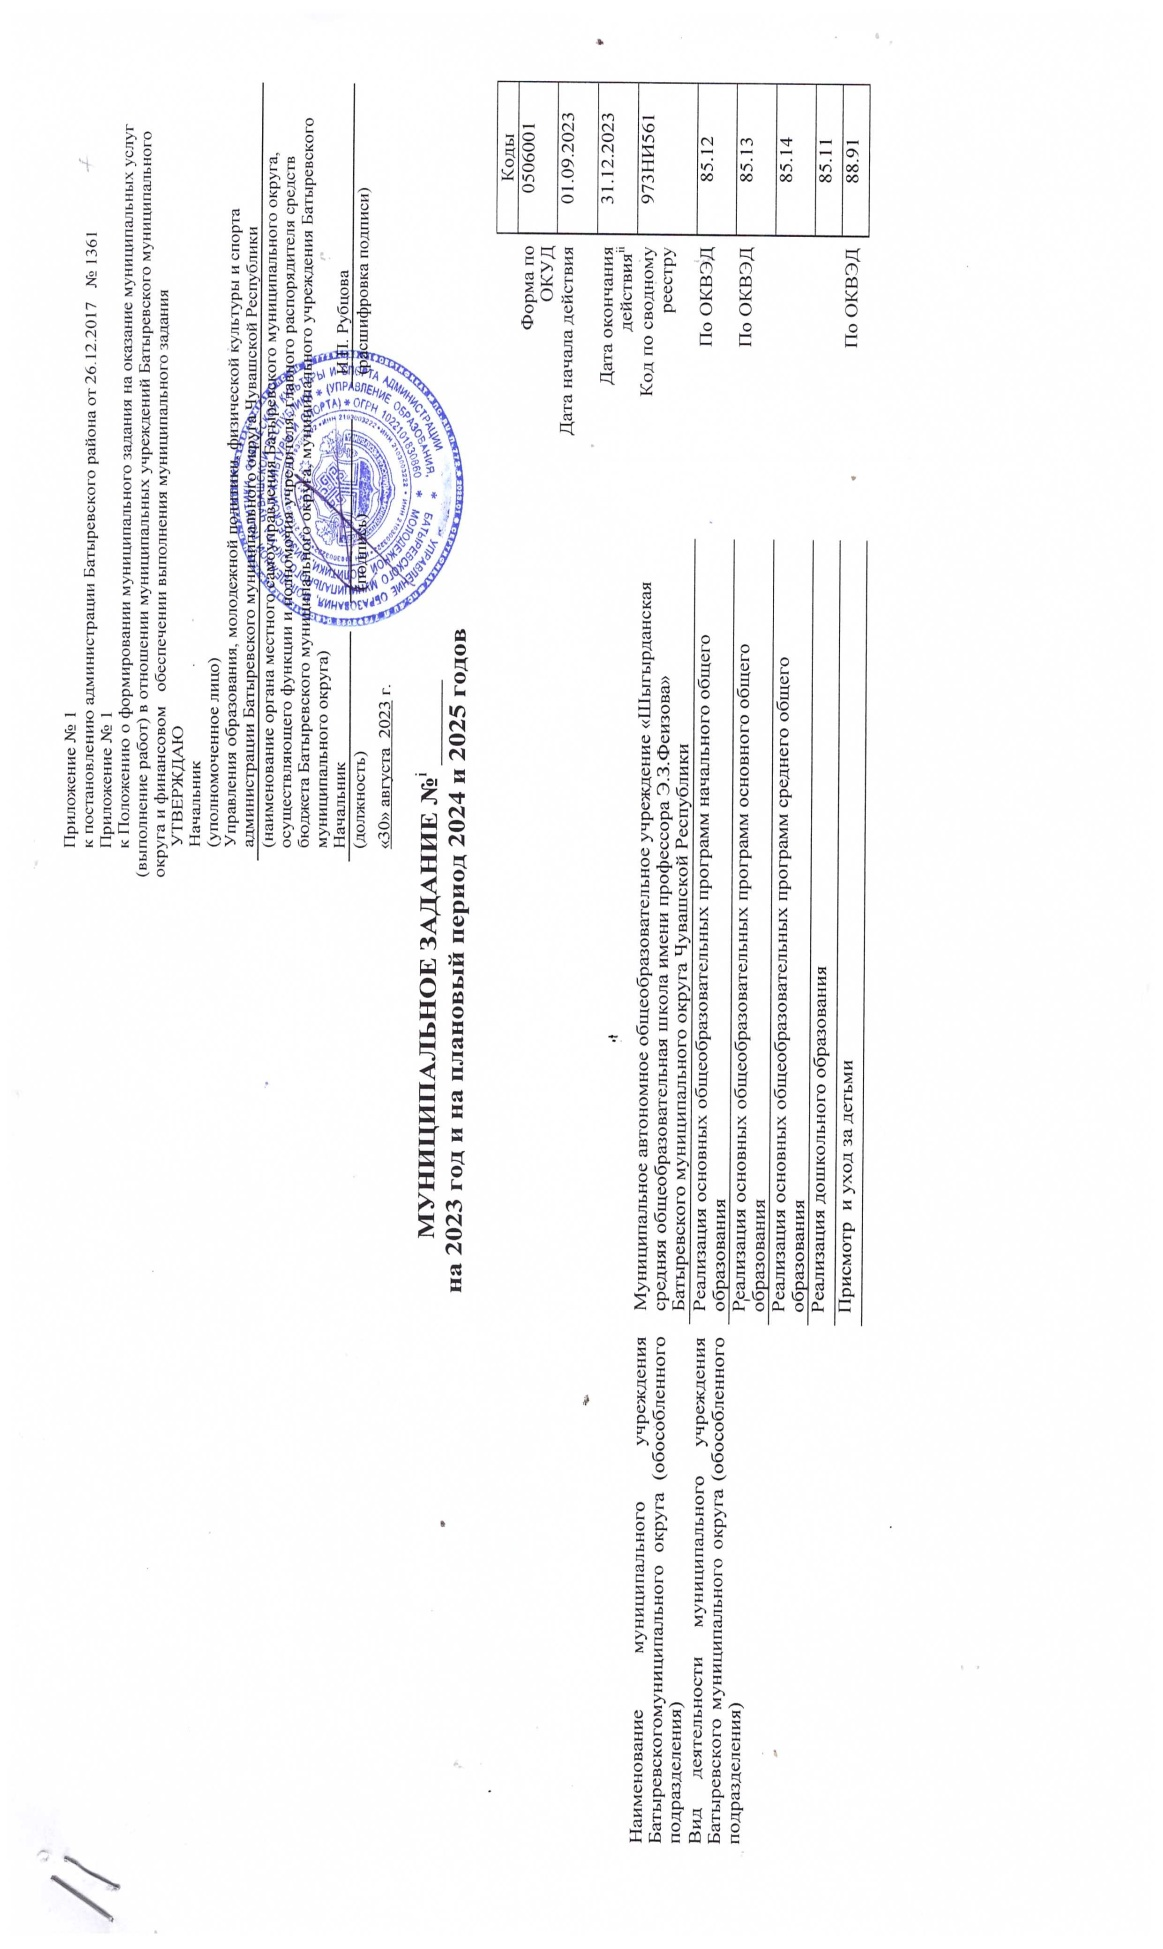 Приложение № 1
к постановлению администрации Батыревского района от 26.12.2017 № 1361
Приложение № 1
к Положению о формировании муниципального задания на оказание муниципальных услуг
(выполнение работ) в отношении муниципальных учреждений Батыревского муниципального
округа и финансовом обеспечении выполнения муниципального задания
УТВЕРЖДАЮ
Начальник
(уполномоченное лицо)
Управления образования, молодежной политики, физической культуры и спорта
администрации Батыревского муниципального округа Чувашской Республики
(наименование органа местного самоуправления Батыревского муниципального округа,
осуществляющего функции и полномочия учредителя, главного распорядителя средств
бюджета Батыревского муниципального округа, муниципального учреждения Батыревского
муниципального округа)
Начальник И.П. Рубцова
(должность) (подпись) (расшифровка подписи)
«30» августа 2023 г.
МУНИЦИПАЛЬНОЕ ЗАДАНИЕ №i
на 2023 год и на плановый период 2024 и 2025 годов
Коды
Форма по ОКУД 0506001
Дата начала действия 01.09.2023
Дата окончания действияii 31.12.2023
Наименование муниципального учреждения
Батыревскогомуниципального округа (обособленного
подразделения)
Муниципальное автономное общеобразовательное учреждение «Шыгырданская
средняя общеобразовательная школа имени профессора Э.З.Феизова»
Батыревского муниципального округа Чувашской Республики
Код по сводному реестру 973НИ561
Вид деятельности муниципального учреждения
Батыревского муниципального округа (обособленного
подразделения)
Реализация основных общеобразовательных программ начального общего
образования
По ОКВЭД 85.12
Реализация основных общеобразовательных программ основного общего
образования
По ОКВЭД 85.13
Реализация основных общеобразовательных программ среднего общего
образования
85.14
Реализация дошкольного образования 85.11
Присмотр и уход за детьми По ОКВЭД 88.91